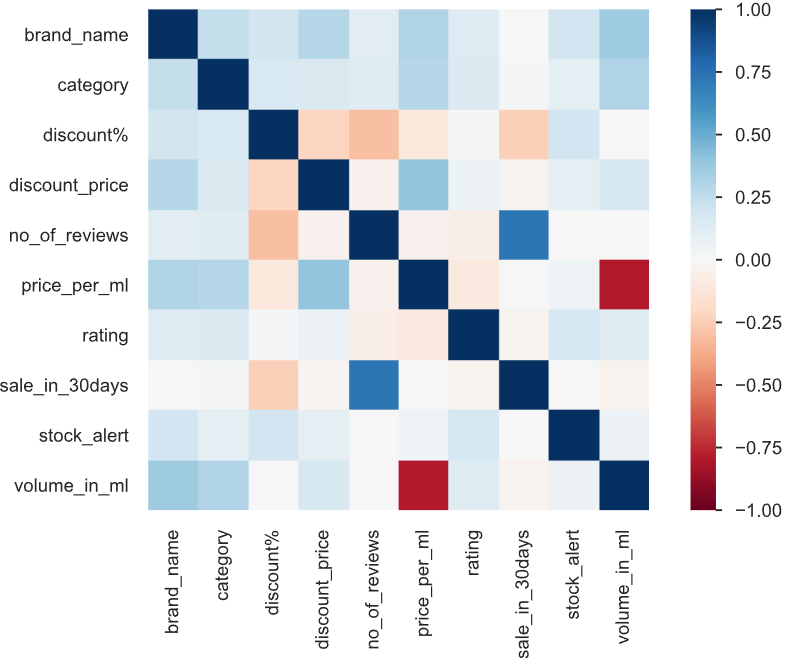 brand_name
category
discount%
discount_price
no_of_reviews
price_per_ml
rating
sale_in_30days
stock_alert
volume_in_ml
brand_name
category
discount%
discount_price
no_of_reviews
price_per_ml
rating
sale_in_30days
stock_alert
volume_in_ml
1.00
0.75
0.50
0.25
0.00
−0.25
−0.50
−0.75
−1.00